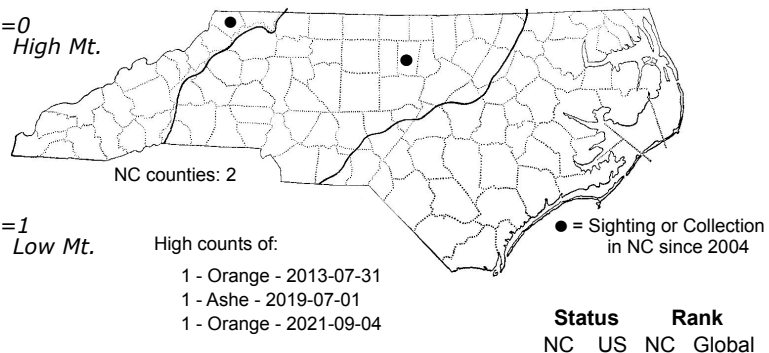 =0
High Mt.
NC counties: 2
=1
Low Mt.
High counts of:
1 - Orange - 2013-07-31
1 - Ashe - 2019-07-01
1 - Orange - 2021-09-04
● = Sighting or Collection
in NC since 2004
Status Rank
NC US NC Global